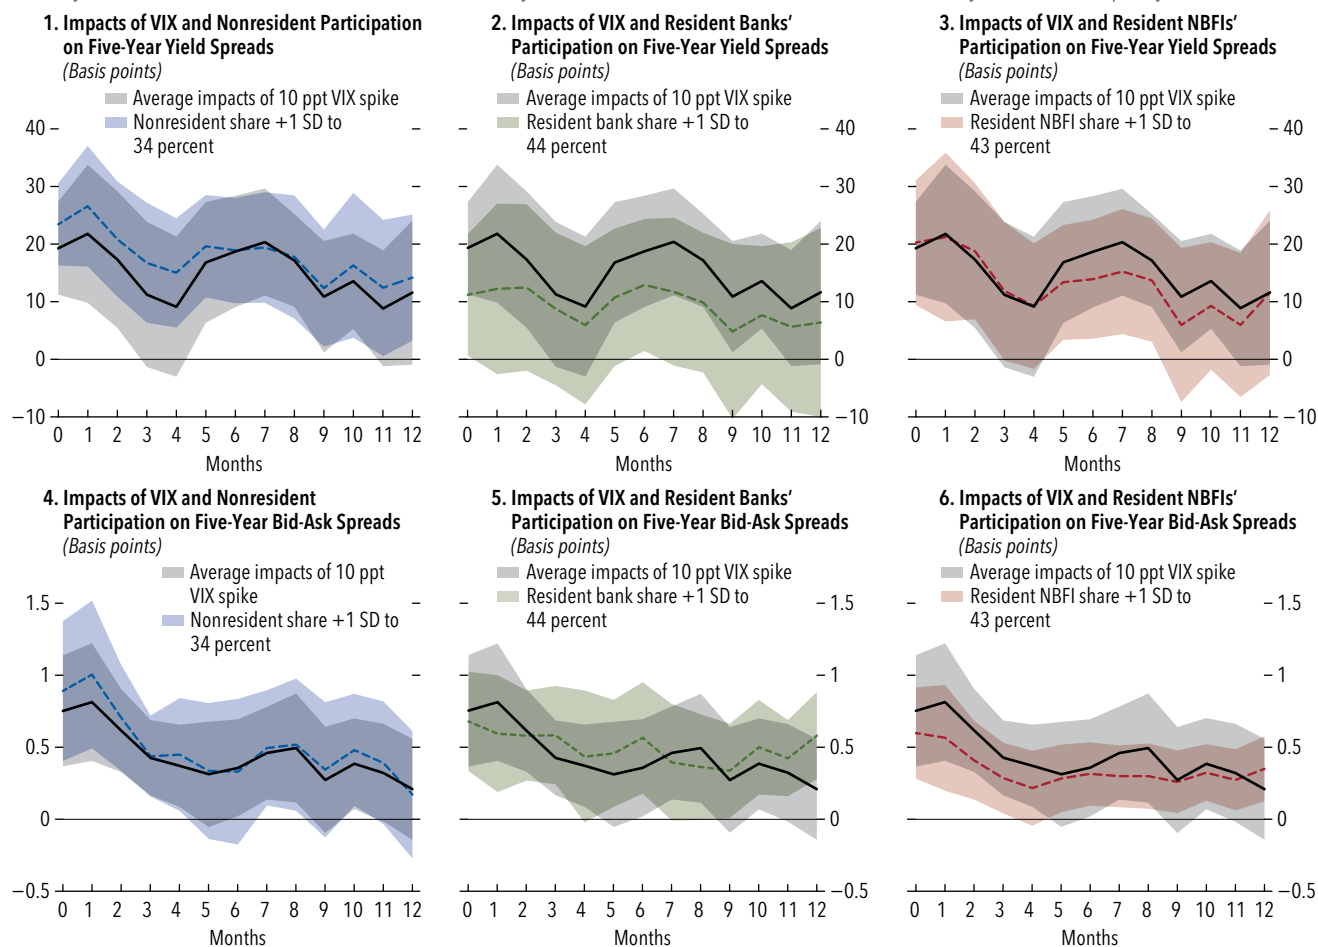 1. Impacts of VIX and Nonresident Participation
on Five-Year Yield Spreads
(Basis points)
Average impacts of 10 ppt VIX spike
Nonresident share +1 SD to
34 percent
40
30
20
10
0
−10
0 1 2 3 4 5 6 7 8 9 10 11 12
Months
2. Impacts of VIX and Resident Banks’
Participation on Five-Year Yield Spreads
(Basis points)
Average impacts of 10 ppt VIX spike
Resident bank share +1 SD to
44 percent
40
30
20
10
0
−10
0 1 2 3 4 5 6 7 8 9 10 11 12
Months
3. Impacts of VIX and Resident NBFIs’
Participation on Five-Year Yield Spreads
(Basis points)
Average impacts of 10 ppt VIX spike
Resident NBFI share +1 SD to
43 percent
40
30
20
10
0
−10
0 1 2 3 4 5 6 7 8 9 10 11 12
Months
4. Impacts of VIX and Nonresident
Participation on Five-Year Bid-Ask Spreads
(Basis points)
Average impacts of 10 ppt
VIX spike
Nonresident share +1 SD to
34 percent
1.5
1
0.5
0
−0.5
0 1 2 3 4 5 6 7 8 9 10 11 12
Months
5. Impacts of VIX and Resident Banks’
Participation on Five-Year Bid-Ask Spreads
(Basis points)
Average impacts of 10 ppt VIX spike
Resident bank share +1 SD to
44 percent
1.5
1
0.5
0
−0.5
0 1 2 3 4 5 6 7 8 9 10 11 12
Months
6. Impacts of VIX and Resident NBFIs’
Participation on Five-Year Bid-Ask Spreads
(Basis points)
Average impacts of 10 ppt VIX spike
Resident NBFI share +1 SD to
43 percent
1.5
1
0.5
0
−0.5
0 1 2 3 4 5 6 7 8 9 10 11 12
Months